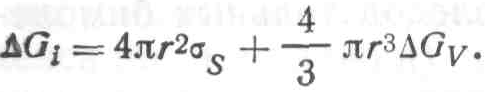 ΔG_i = 4πr²σ_S + 4/3 πr³ΔG_V.